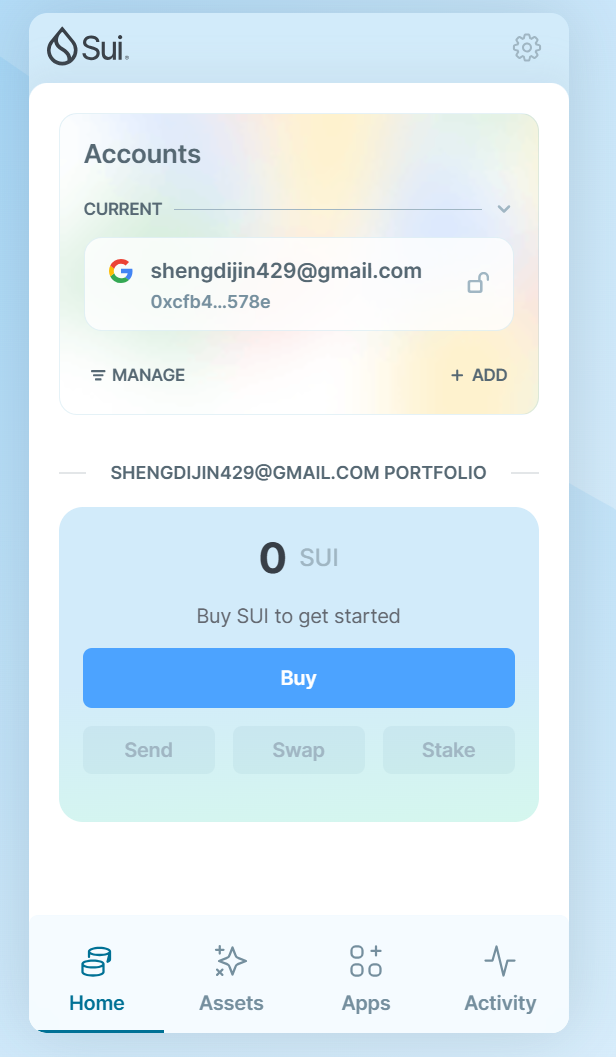 Sui
Accounts
CURRENT
shengdijin429@gmail.com
0xcfb4...578e
MANAGE
+ ADD
SHENGDIJIN429@GMAIL.COM PORTFOLIO
0 SUI
Buy SUI to get started
Buy
Send Swap Stake
Home Assets Apps Activity